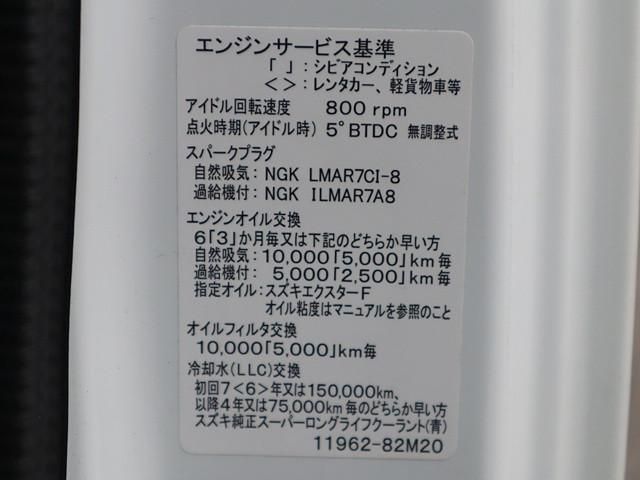 エンジンサービス基準
「 」：シビアコンディション
＜ ＞：レンタカー、軽貨物車等
アイドル回転速度 800 rpm
点火時期(アイドル時) 5°BTDC 無調整式
スパークプラグ
自然吸気：NGK LMAR7CI-8
過給機付：NGK ILMAR7A8
エンジンオイル交換
6「3」か月毎又は下記のどちらか早い方
自然吸気：10,000「5,000」km毎
過給機付：5,000「2,500」km毎
指定オイル：スズキエクスターF
オイル粘度はマニュアルを参照のこと
オイルフィルタ交換
10,000「5,000」km毎
冷却水(LLC)交換
初回7＜6＞年又は150,000km、
以降4年又は75,000km毎のどちらか早い方
スズキ純正スーパーロングライフクーラント(青)
11962-82M20